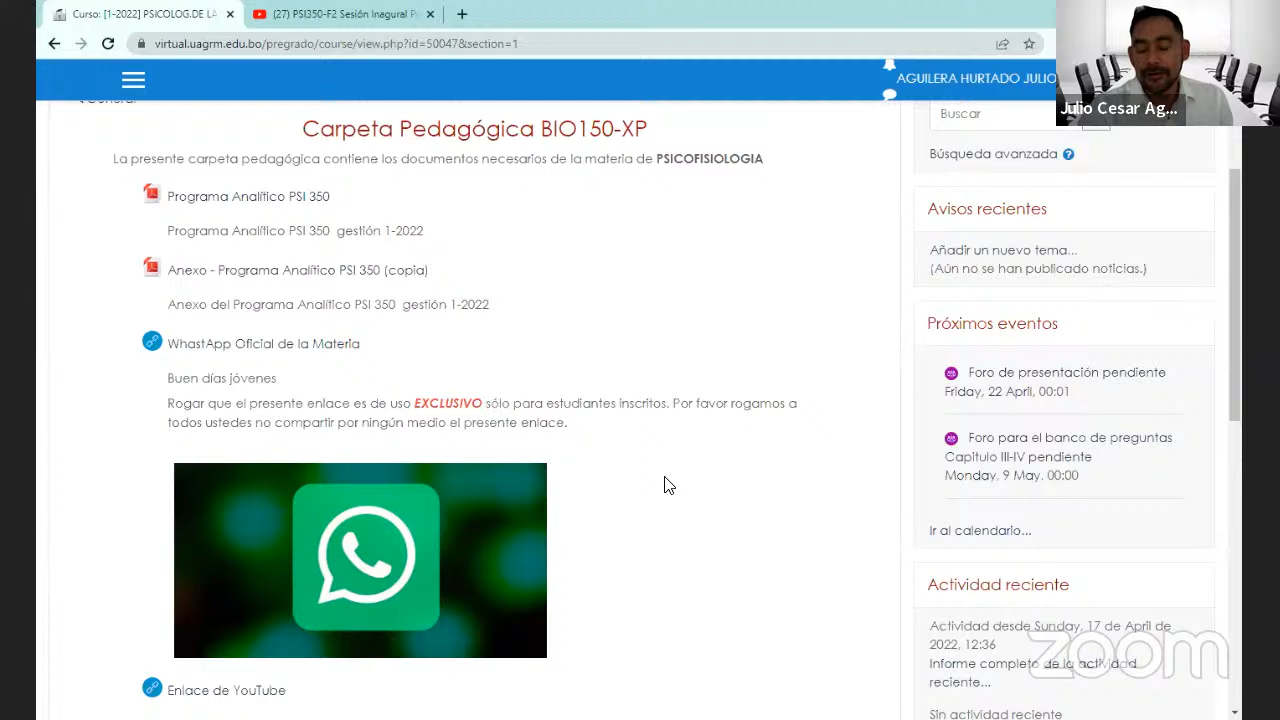 Curso: [1-2022] PSICOLOG.DE LA
(27) PSI350-F2 Sesión Inagural P
virtual.uagrm.edu.bo/pregrado/course/view.php?id=50047&section=1
AGUILERA HURTADO JULIO
Julio Cesar Ag...
General
Carpeta Pedagógica BIO150-XP
La presente carpeta pedagógica contiene los documentos necesarios de la materia de PSICOFISIOLOGIA
Programa Analítico PSI 350
Programa Analítico PSI 350 gestión 1-2022
Anexo - Programa Analítico PSI 350 (copia)
Anexo del Programa Analítico PSI 350 gestión 1-2022
WhastApp Oficial de la Materia
Buen días jóvenes
Rogar que el presente enlace es de uso EXCLUSIVO sólo para estudiantes inscritos. Por favor rogamos a
todos ustedes no compartir por ningún medio el presente enlace.
Enlace de YouTube
Buscar
Búsqueda avanzada
Avisos recientes
Añadir un nuevo tema...
(Aún no se han publicado noticias.)
Próximos eventos
Foro de presentación pendiente
Friday, 22 April, 00:01
Foro para el banco de preguntas
Capitulo III-IV pendiente
Monday, 9 May, 00:00
Ir al calendario...
Actividad reciente
Actividad desde Sunday, 17 de April de
2022, 12:36
Informe completo de la actividad
reciente...
Sin actividad reciente
zoom